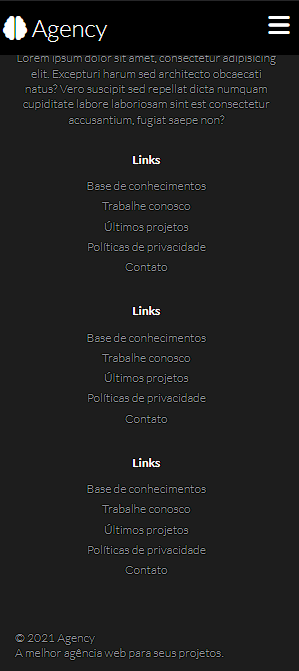 Agency
Lorem ipsum dolor sit amet, consectetur adipisicing
elit. Excepturi harum sed architecto obcaecati
natus? Vero suscipit sed repellat dicta numquam
cupiditate labore laboriosam sint est consectetur
accusantium, fugiat saepe non?
Links
Base de conhecimentos
Trabalhe conosco
Últimos projetos
Políticas de privacidade
Contato
Links
Base de conhecimentos
Trabalhe conosco
Últimos projetos
Políticas de privacidade
Contato
Links
Base de conhecimentos
Trabalhe conosco
Últimos projetos
Políticas de privacidade
Contato
© 2021 Agency
A melhor agência web para seus projetos.